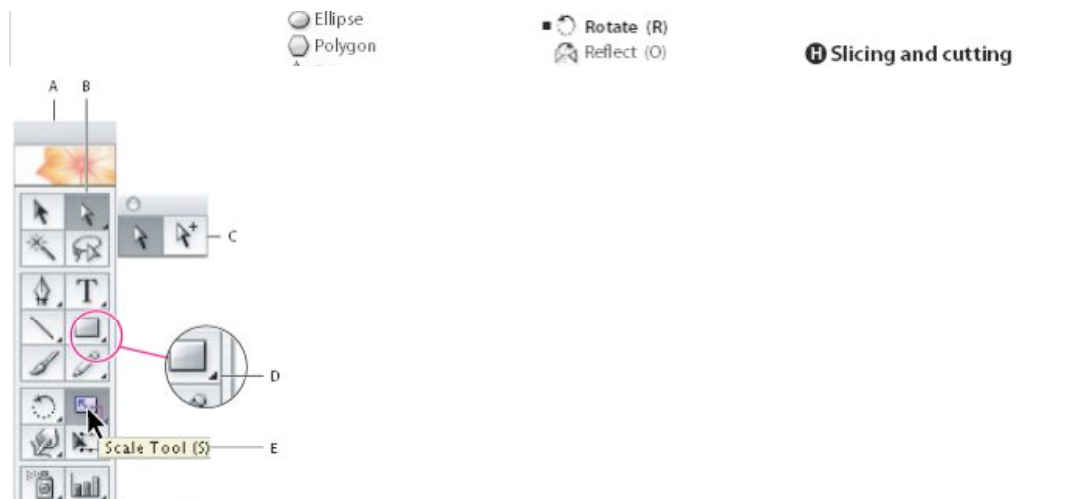 Ellipse
Polygon
Rotate (R)
Reflect (O)
H Slicing and cutting
A B
C
D
Scale Tool (S)
E